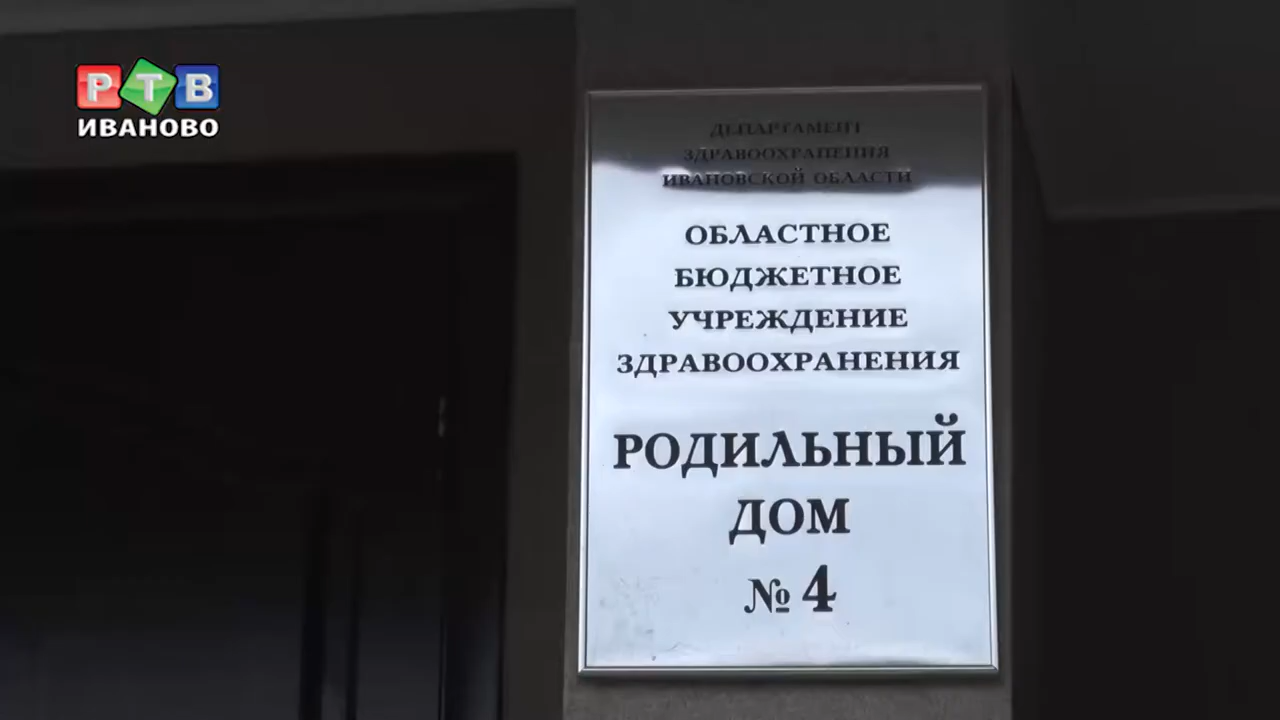 РТВ
ИВАНОВО
ДЕПАРТАМЕНТ
ЗДРАВООХРАНЕНИЯ
ИВАНОВСКОЙ ОБЛАСТИ
ОБЛАСТНОЕ
БЮДЖЕТНОЕ
УЧРЕЖДЕНИЕ
ЗДРАВООХРАНЕНИЯ
РОДИЛЬНЫЙ
ДОМ
№ 4